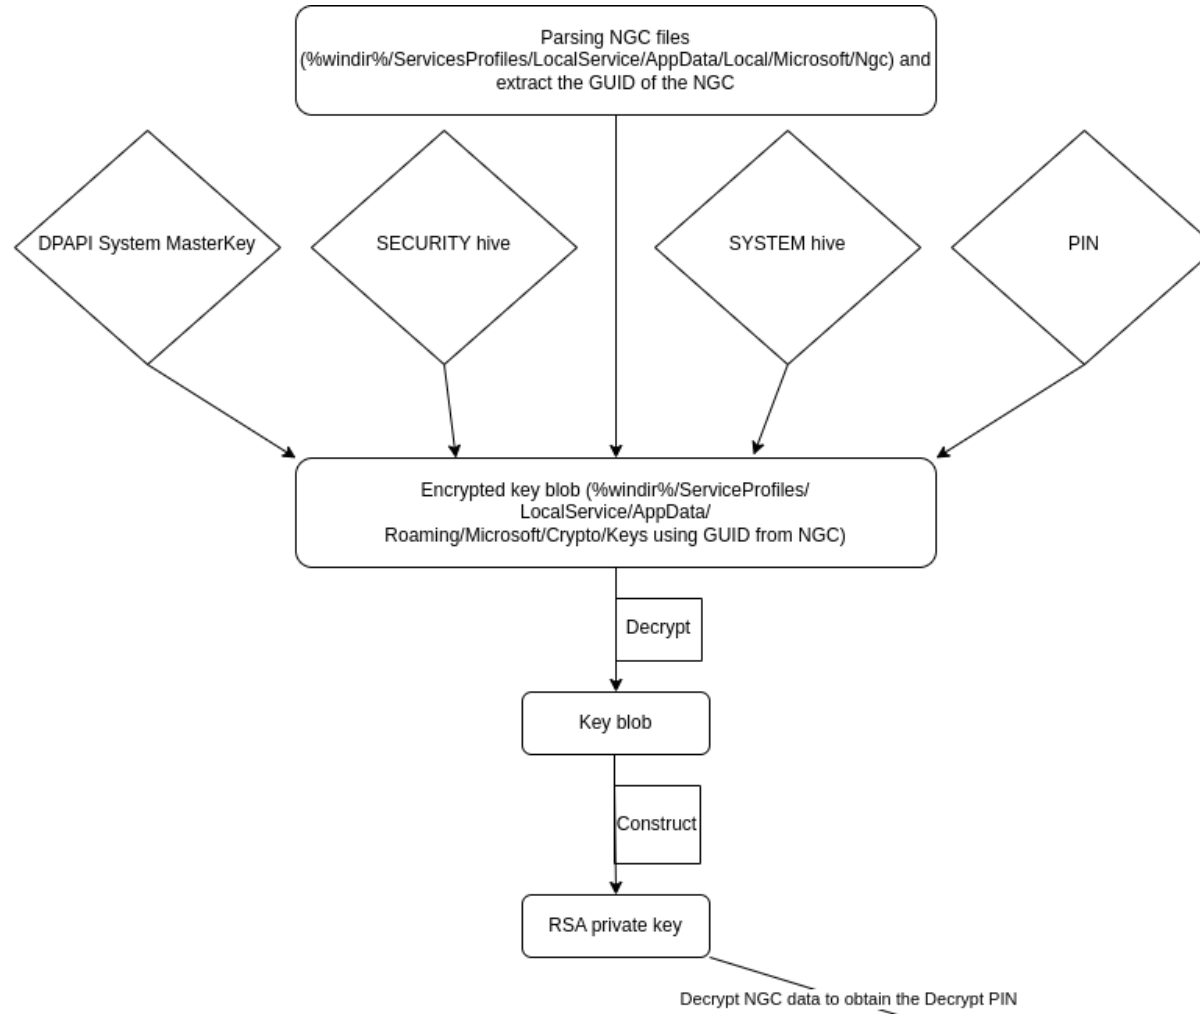 Parsing NGC files
(%windir%/ServicesProfiles/LocalService/AppData/Local/Microsoft/Ngc) and
extract the GUID of the NGC
DPAPI System MasterKey
SECURITY hive
SYSTEM hive
PIN
Encrypted key blob (%windir%/ServiceProfiles/
LocalService/AppData/
Roaming/Microsoft/Crypto/Keys using GUID from NGC)
Decrypt
Key blob
Construct
RSA private key
Decrypt NGC data to obtain the Decrypt PIN